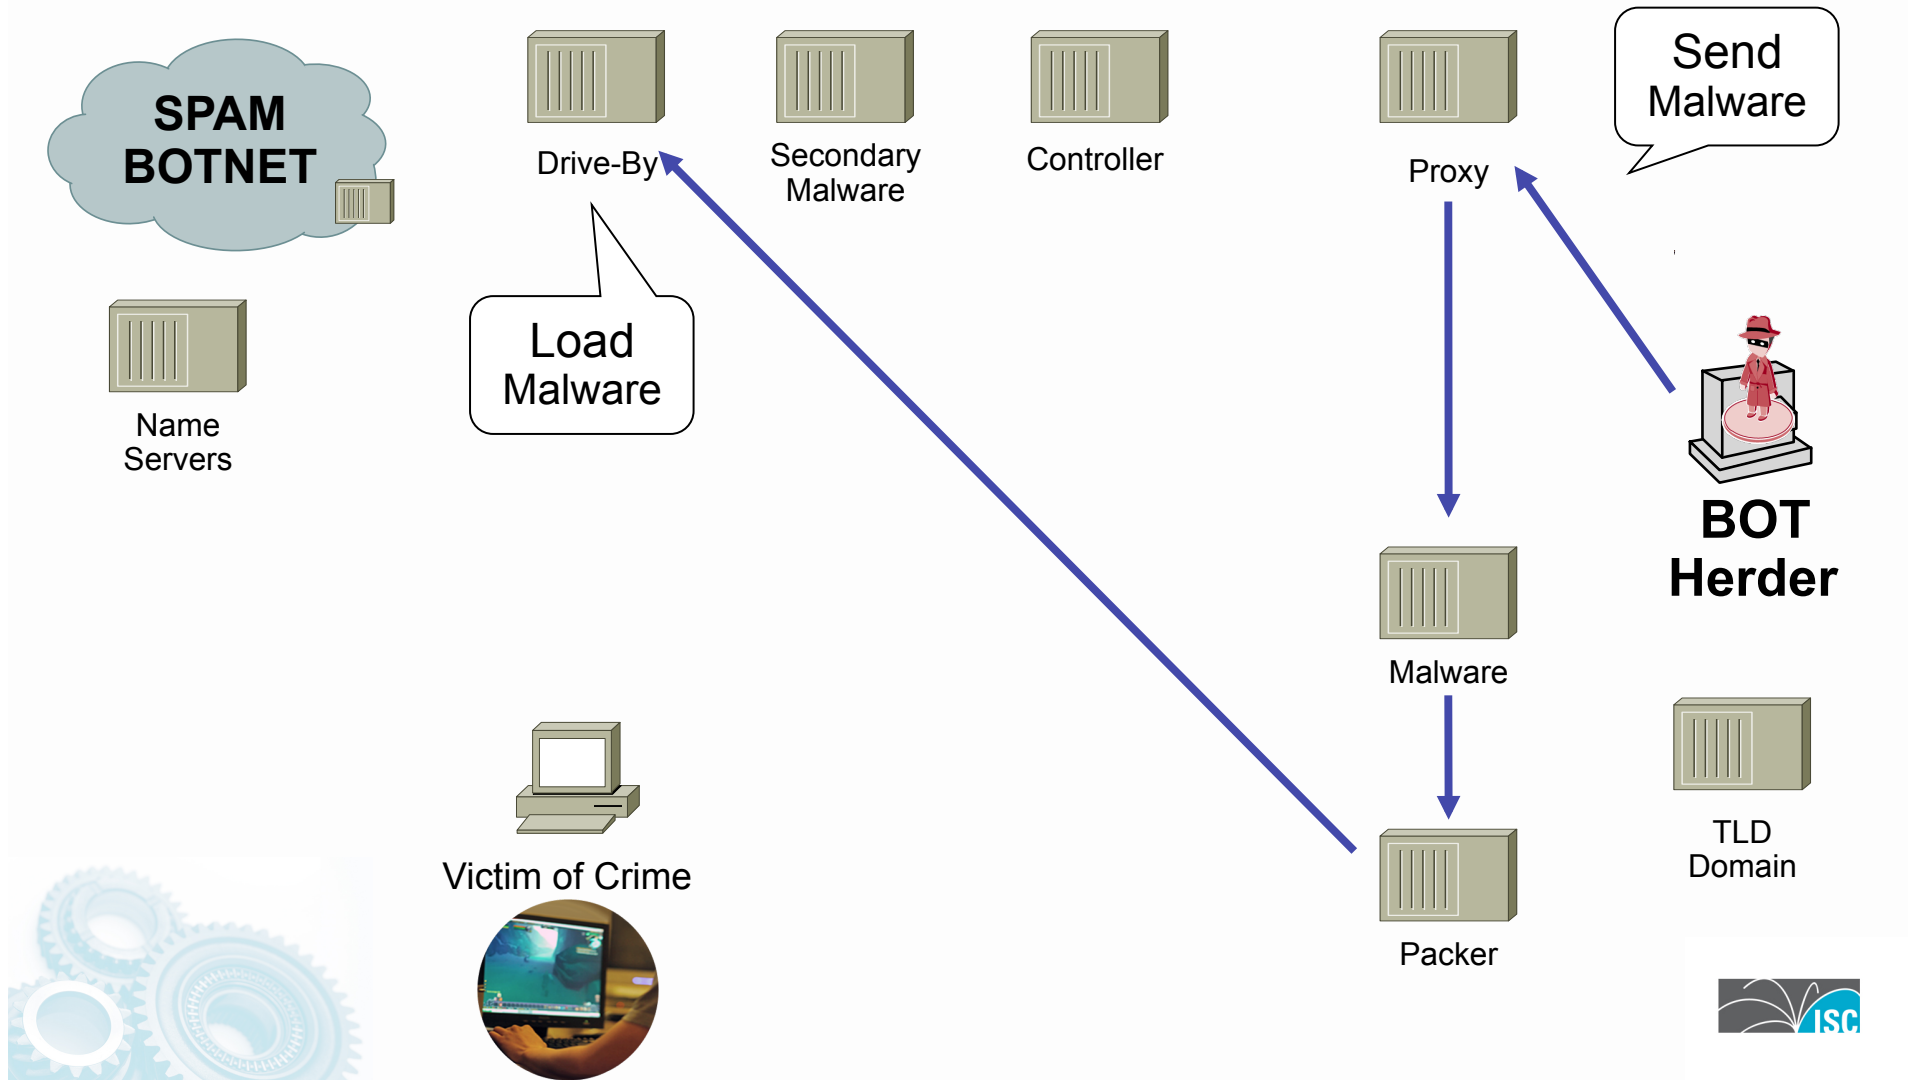 SPAM
BOTNET
Drive-By
Secondary
Malware
Controller
Proxy
Send
Malware
Load
Malware
Name
Servers
BOT
Herder
Malware
TLD
Domain
Victim of Crime
Packer
ISC